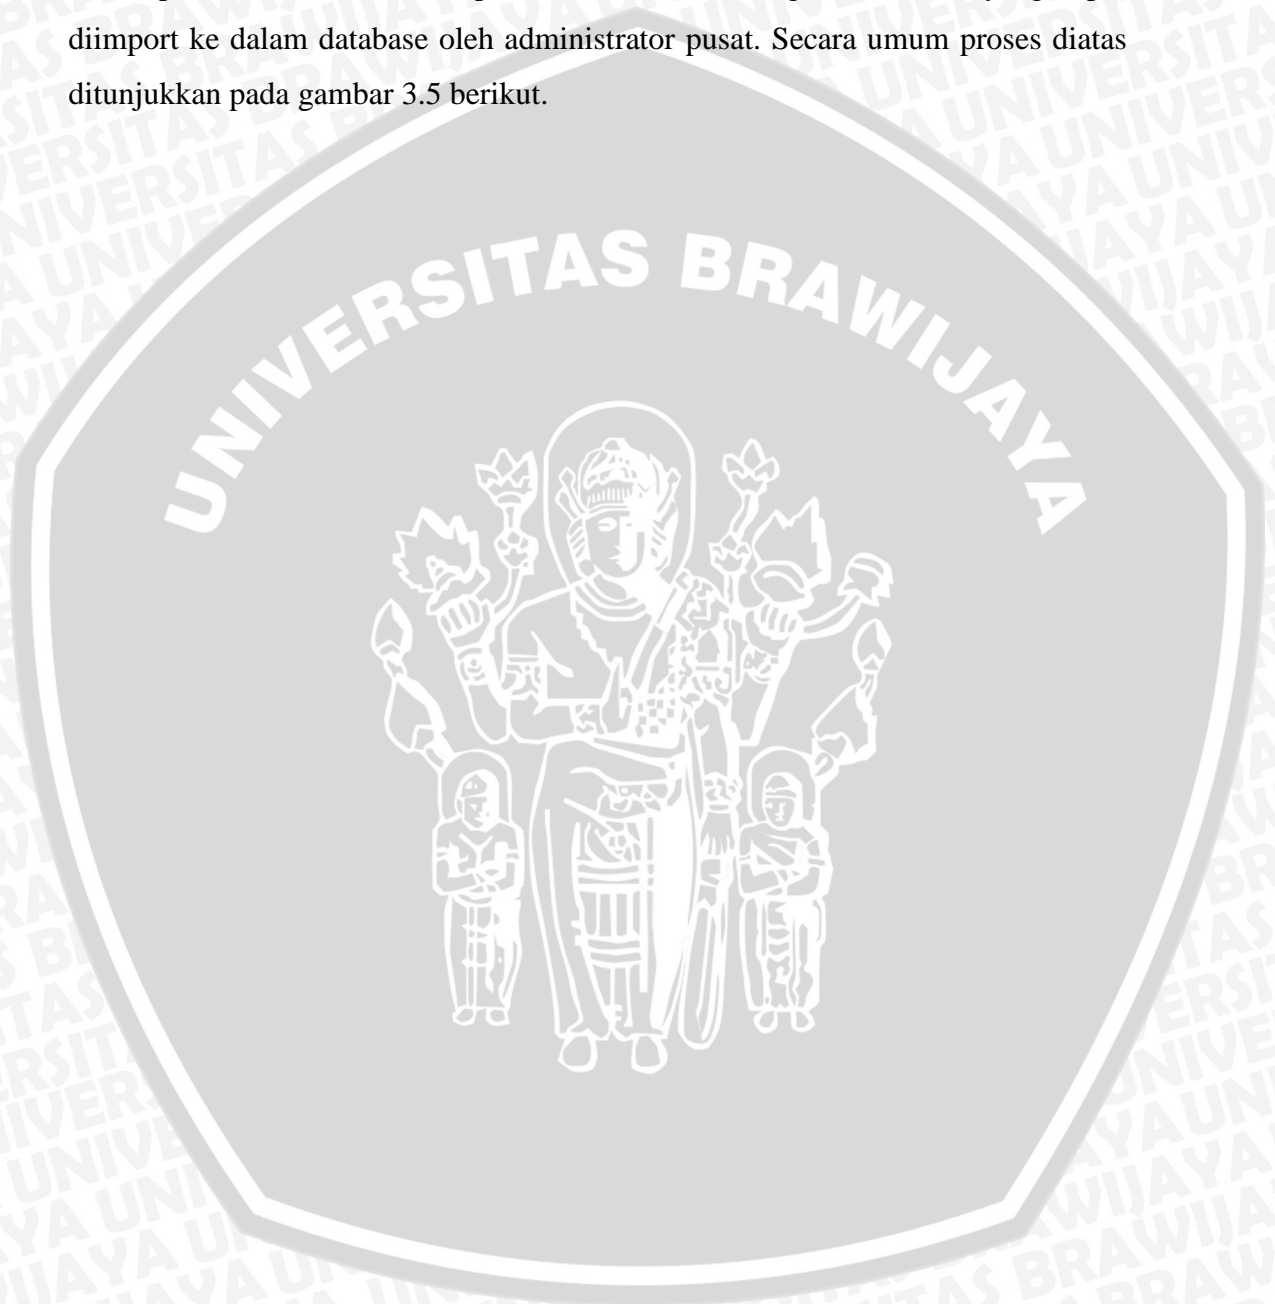 diimport ke dalam database oleh administrator pusat. Secara umum proses diatas
ditunjukkan pada gambar 3.5 berikut.
UNIVERSITAS BRAWIJAYA